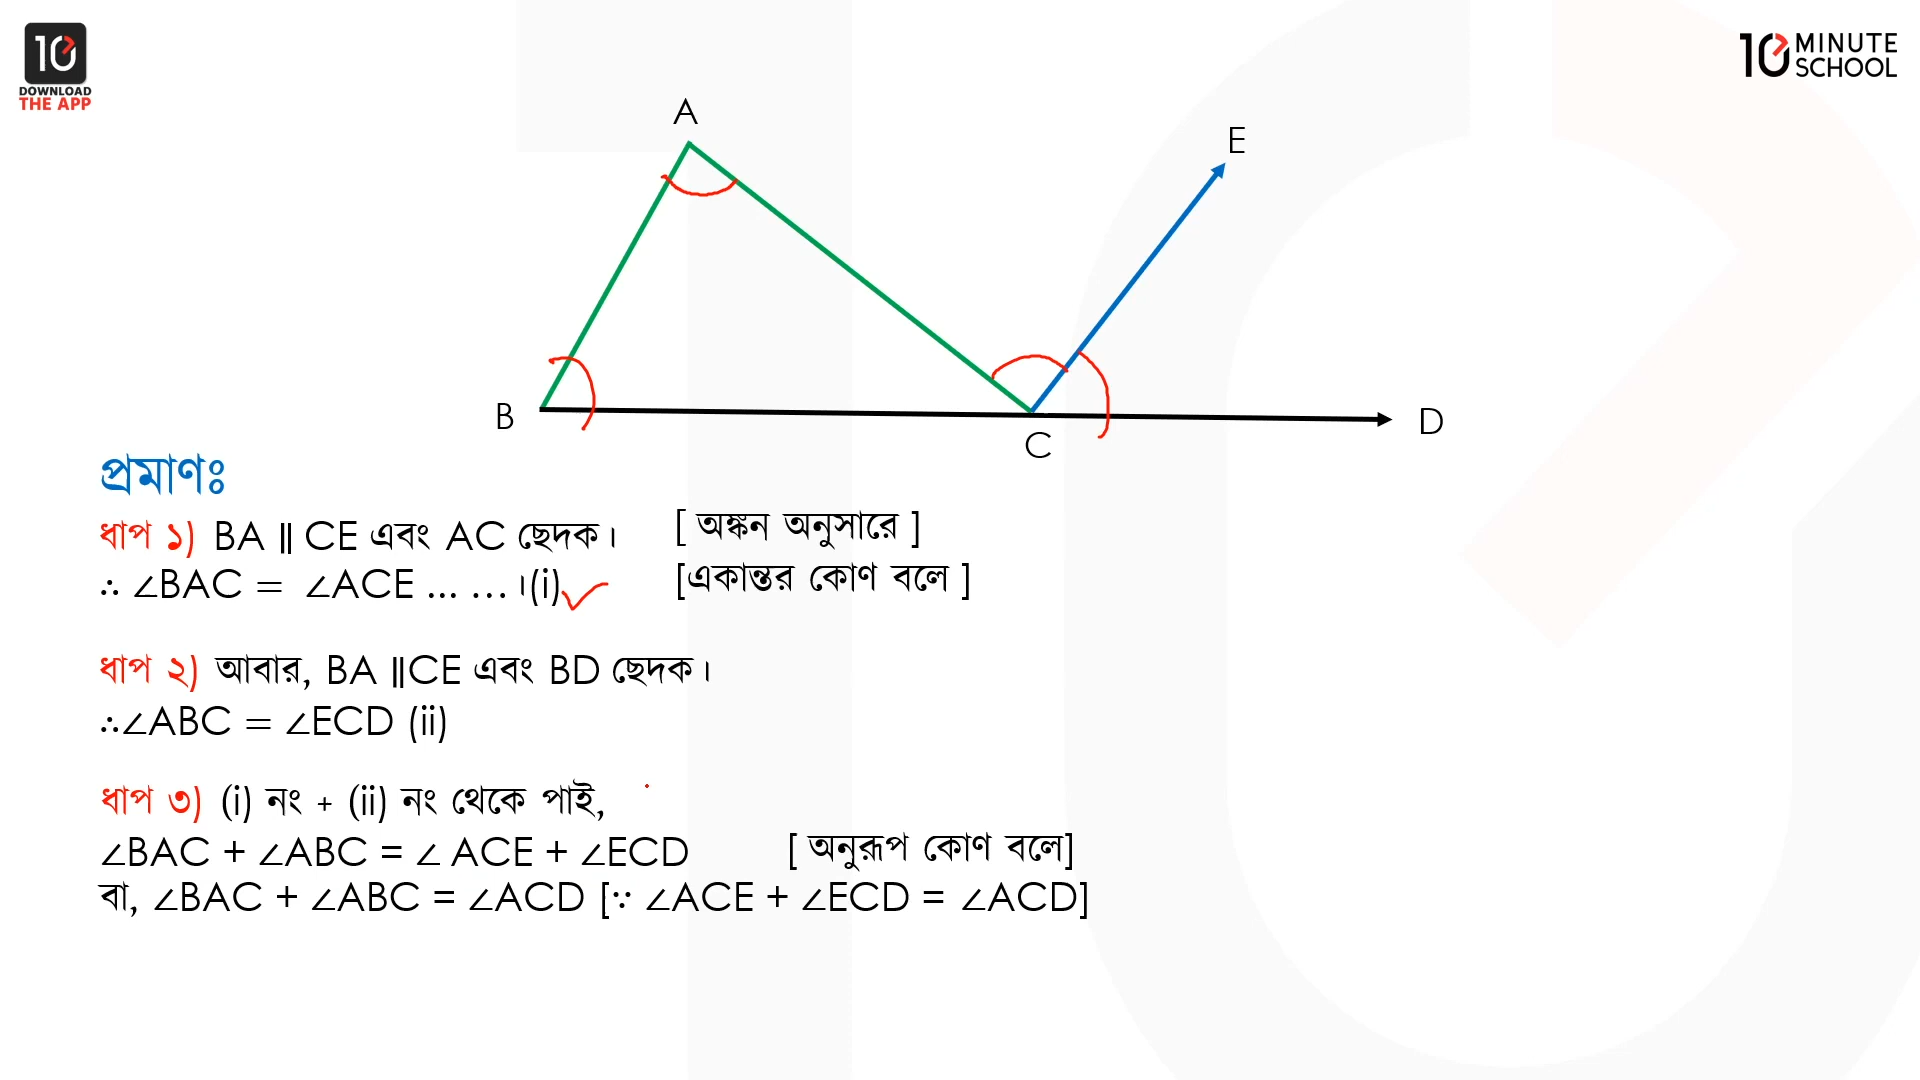 10
DOWNLOAD
THE APP
10 MINUTE
SCHOOL
A
E
B
C
D
প্রমাণঃ
ধাপ ১) BA ∥ CE এবং AC ছেদক। [ অঙ্কন অনুসারে ]
∴ ∠BAC = ∠ACE ... ... ।(i) [একান্তর কোণ বলে ]
ধাপ ২) আবার, BA ∥CE এবং BD ছেদক।
∴∠ABC = ∠ECD (ii)
ধাপ ৩) (i) নং + (ii) নং থেকে পাই,
∠BAC + ∠ABC = ∠ ACE + ∠ECD [ অনুরূপ কোণ বলে]
বা, ∠BAC + ∠ABC = ∠ACD [∵ ∠ACE + ∠ECD = ∠ACD]